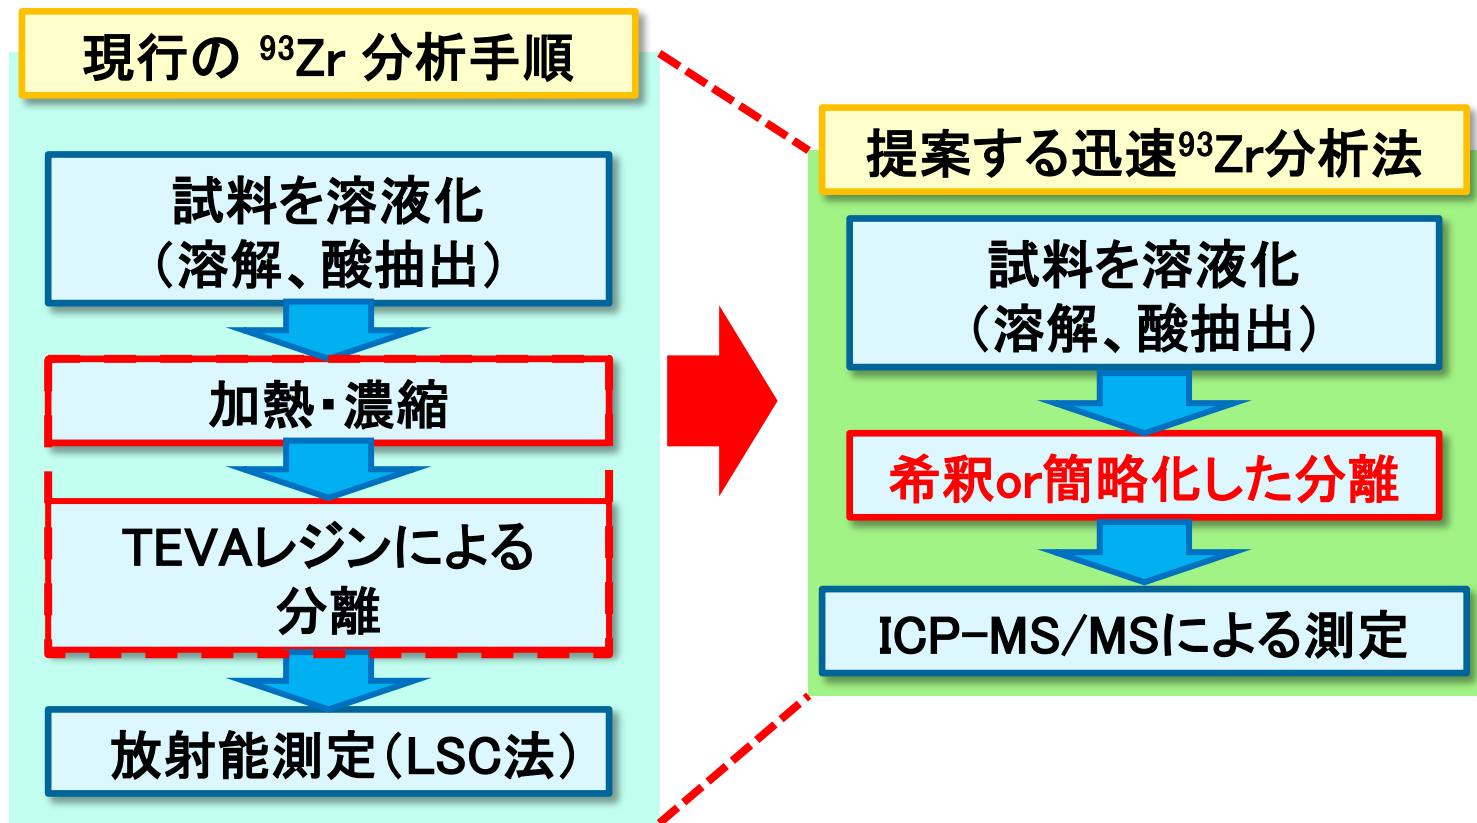 現行の ⁹³Zr 分析手順
試料を溶液化
（溶解、酸抽出）
加熱・濃縮
TEVAレジンによる
分離
放射能測定（LSC法）
提案する迅速⁹³Zr分析法
試料を溶液化
（溶解、酸抽出）
希釈or簡略化した分離
ICP-MS/MSによる測定